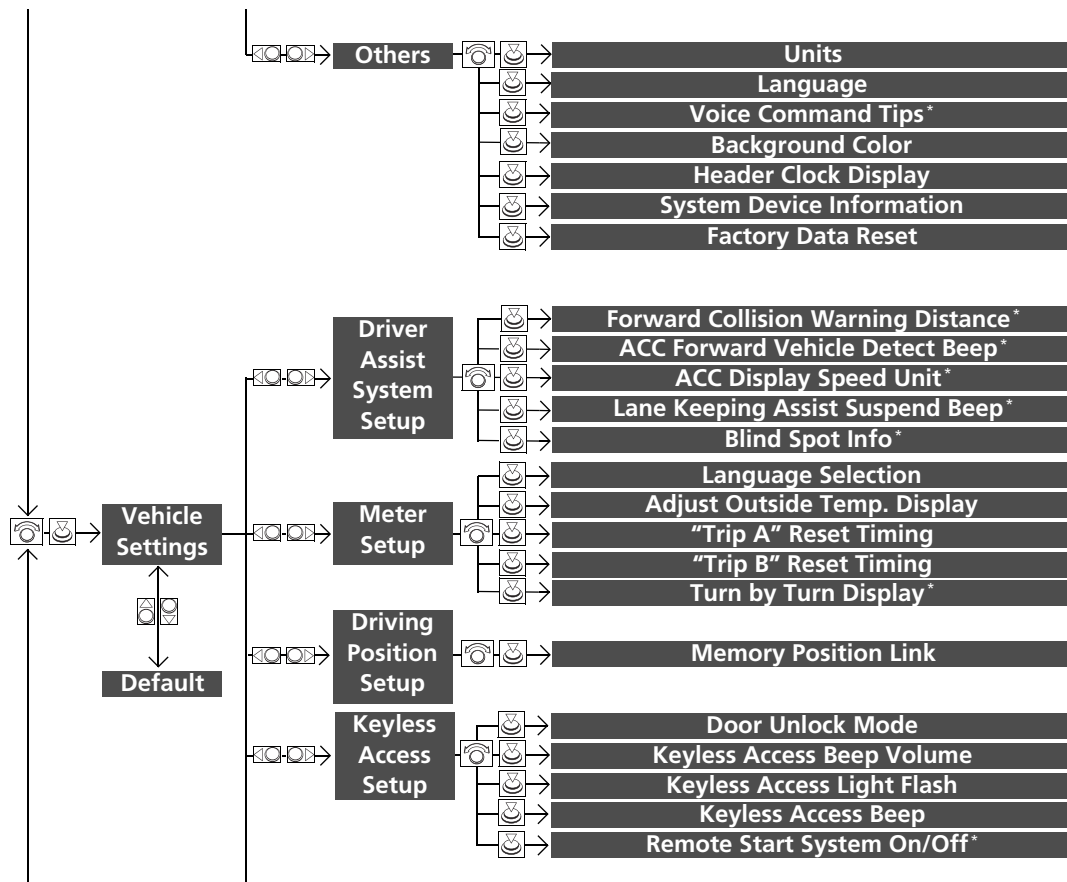 Others
Units
Language
Voice Command Tips*
Background Color
Header Clock Display
System Device Information
Factory Data Reset
Driver
Assist
System
Setup
Forward Collision Warning Distance*
ACC Forward Vehicle Detect Beep*
ACC Display Speed Unit*
Lane Keeping Assist Suspend Beep*
Blind Spot Info*
Vehicle
Settings
Default
Meter
Setup
Language Selection
Adjust Outside Temp. Display
“Trip A” Reset Timing
“Trip B” Reset Timing
Turn by Turn Display*
Driving
Position
Setup
Memory Position Link
Keyless
Access
Setup
Door Unlock Mode
Keyless Access Beep Volume
Keyless Access Light Flash
Keyless Access Beep
Remote Start System On/Off*